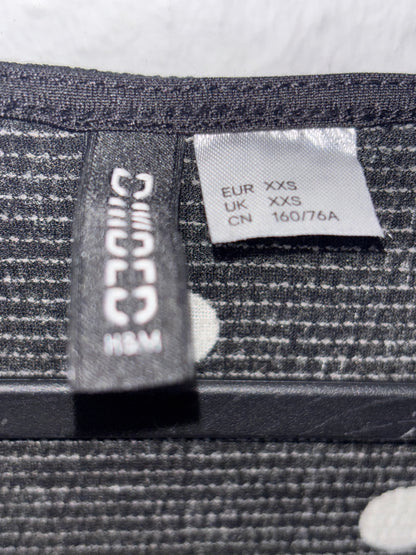 DIVIDED
H&M
EUR XXS
UK XXS
CN 160/76A